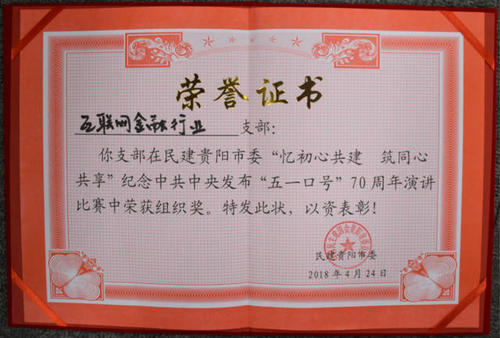 荣誉证书
互联网金融行业 支部：
你支部在民建贵阳市委“忆初心共建 筑同心
共享”纪念中共中央发布“五一口号”70周年演讲
比赛中荣获组织奖。特发此状，以资表彰！
民建贵阳市委
2018年4月24日